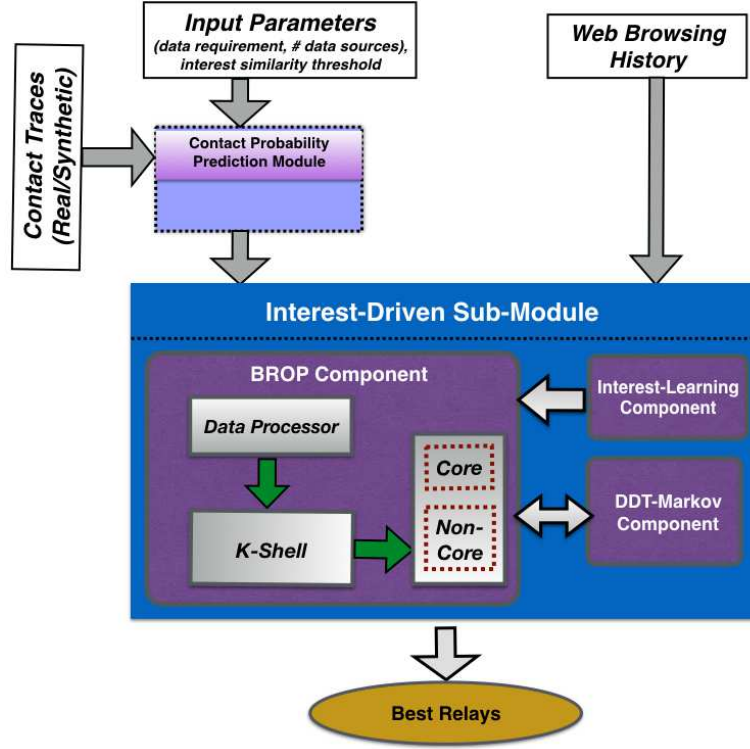 Input Parameters
(data requirement, # data sources),
interest similarity threshold
Web Browsing
History
Contact Traces
(Real/Synthetic)
Contact Probability
Prediction Module
Interest-Driven Sub-Module
BROP Component
Data Processor
K-Shell
Core
Non-
Core
Interest-Learning
Component
DDT-Markov
Component
Best Relays